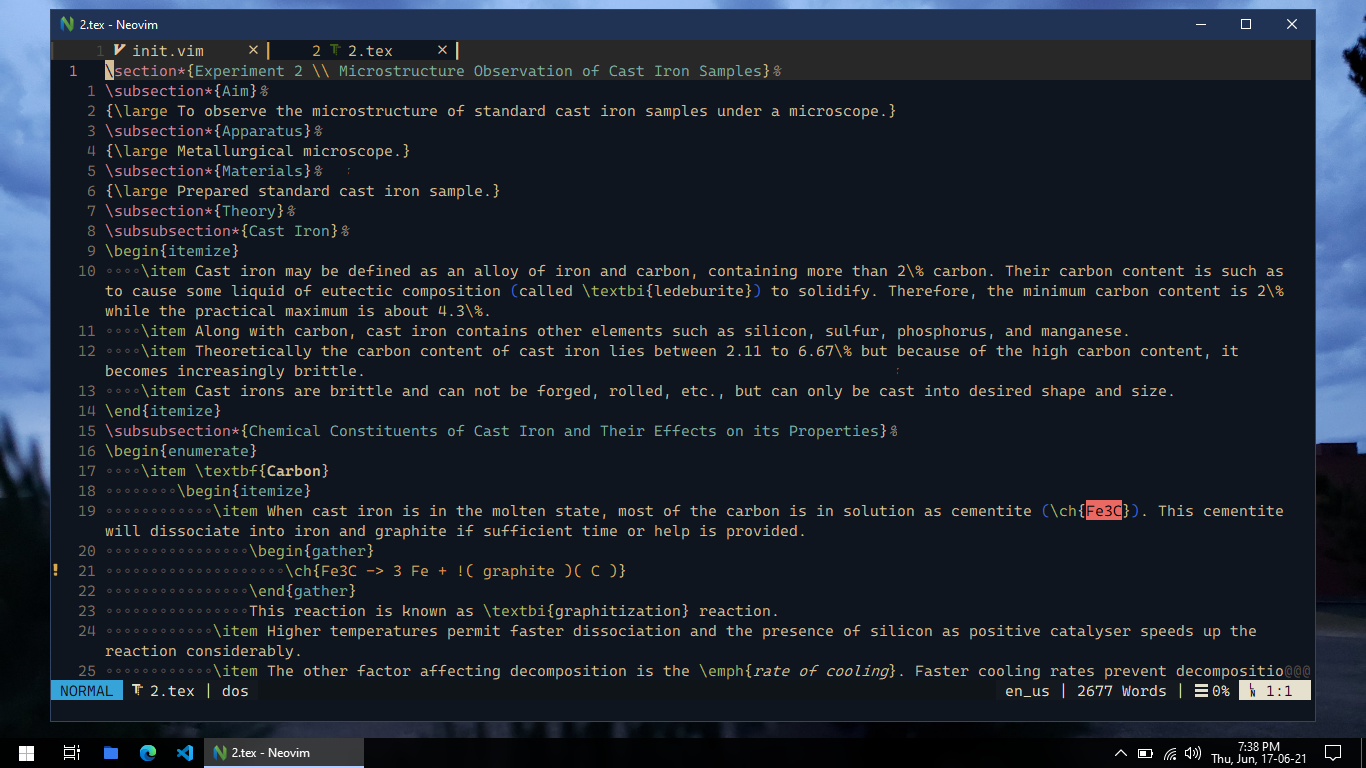 2.tex - Neovim
1 init.vim × 2 2.tex ×
1 \section*{Experiment 2 \\ Microstructure Observation of Cast Iron Samples}%
1 \subsection*{Aim}%
2 {\large To observe the microstructure of standard cast iron samples under a microscope.}
3 \subsection*{Apparatus}%
4 {\large Metallurgical microscope.}
5 \subsection*{Materials}%
6 {\large Prepared standard cast iron sample.}
7 \subsection*{Theory}%
8 \subsubsection*{Cast Iron}%
9 \begin{itemize}
10 ∘∘∘∘\item Cast iron may be defined as an alloy of iron and carbon, containing more than 2\% carbon. Their carbon content is such as
to cause some liquid of eutectic composition (called \textbi{ledeburite}) to solidify. Therefore, the minimum carbon content is 2\%
while the practical maximum is about 4.3\%.
11 ∘∘∘∘\item Along with carbon, cast iron contains other elements such as silicon, sulfur, phosphorus, and manganese.
12 ∘∘∘∘\item Theoretically the carbon content of cast iron lies between 2.11 to 6.67\% but because of the high carbon content, it
becomes increasingly brittle.
13 ∘∘∘∘\item Cast irons are brittle and can not be forged, rolled, etc., but can only be cast into desired shape and size.
14 \end{itemize}
15 \subsubsection*{Chemical Constituents of Cast Iron and Their Effects on its Properties}%
16 \begin{enumerate}
17 ∘∘∘∘\item \textbf{Carbon}
18 ∘∘∘∘∘∘∘∘\begin{itemize}
19 ∘∘∘∘∘∘∘∘∘∘∘∘\item When cast iron is in the molten state, most of the carbon is in solution as cementite (\ch{Fe3C}). This cementite
will dissociate into iron and graphite if sufficient time or help is provided.
20 ∘∘∘∘∘∘∘∘∘∘∘∘∘∘∘∘\begin{gather}
! 21 ∘∘∘∘∘∘∘∘∘∘∘∘∘∘∘∘∘∘∘∘\ch{Fe3C -> 3 Fe + !( graphite )( C )}
22 ∘∘∘∘∘∘∘∘∘∘∘∘∘∘∘∘\end{gather}
23 ∘∘∘∘∘∘∘∘∘∘∘∘∘∘∘∘This reaction is known as \textbi{graphitization} reaction.
24 ∘∘∘∘∘∘∘∘∘∘∘∘\item Higher temperatures permit faster dissociation and the presence of silicon as positive catalyser speeds up the
reaction considerably.
25 ∘∘∘∘∘∘∘∘∘∘∘∘\item The other factor affecting decomposition is the \emph{rate of cooling}. Faster cooling rates prevent decompositio@@@
NORMAL 2.tex | dos en_us | 2677 Words | 0% LN 1:1
2.tex - Neovim
7:38 PM
Thu, Jun, 17-06-21